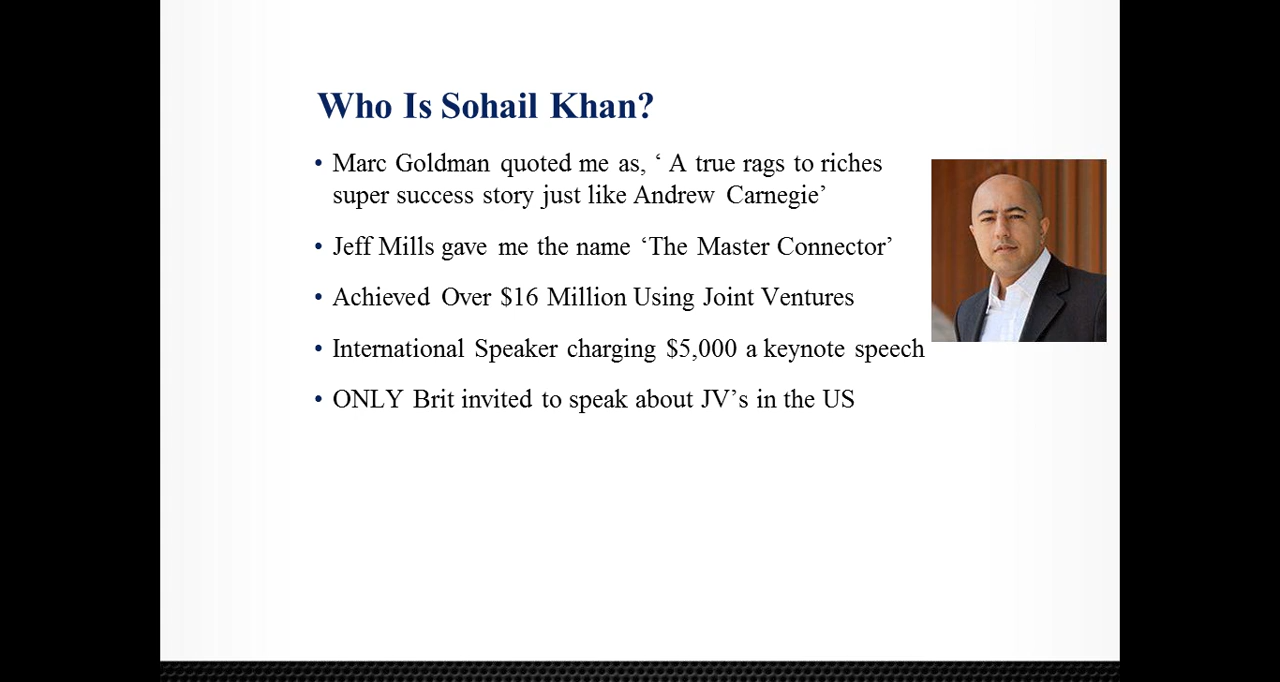 Who Is Sohail Khan?
• Marc Goldman quoted me as, ‘ A true rags to riches
super success story just like Andrew Carnegie’
• Jeff Mills gave me the name ‘The Master Connector’
• Achieved Over $16 Million Using Joint Ventures
• International Speaker charging $5,000 a keynote speech
• ONLY Brit invited to speak about JV’s in the US